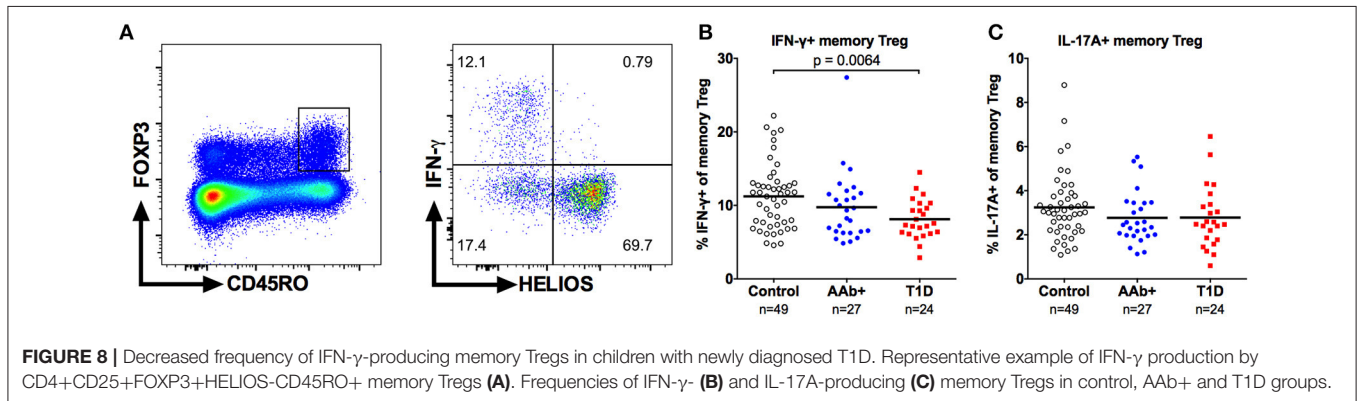 A
FOXP3
CD45RO
12.1
0.79
17.4
69.7
IFN-γ
HELIOS
B
IFN-γ+ memory Treg
p = 0.0064
% IFN-γ+ of memory Treg
30
20
10
0
Control
AAb+
T1D
n=49
n=27
n=24
C
IL-17A+ memory Treg
% IL-17A+ of memory Treg
10
8
6
4
2
0
Control
AAb+
T1D
n=49
n=27
n=24
FIGURE 8 | Decreased frequency of IFN-γ-producing memory Tregs in children with newly diagnosed T1D. Representative example of IFN-γ production by
CD4+CD25+FOXP3+HELIOS-CD45RO+ memory Tregs (A). Frequencies of IFN-γ- (B) and IL-17A-producing (C) memory Tregs in control, AAb+ and T1D groups.